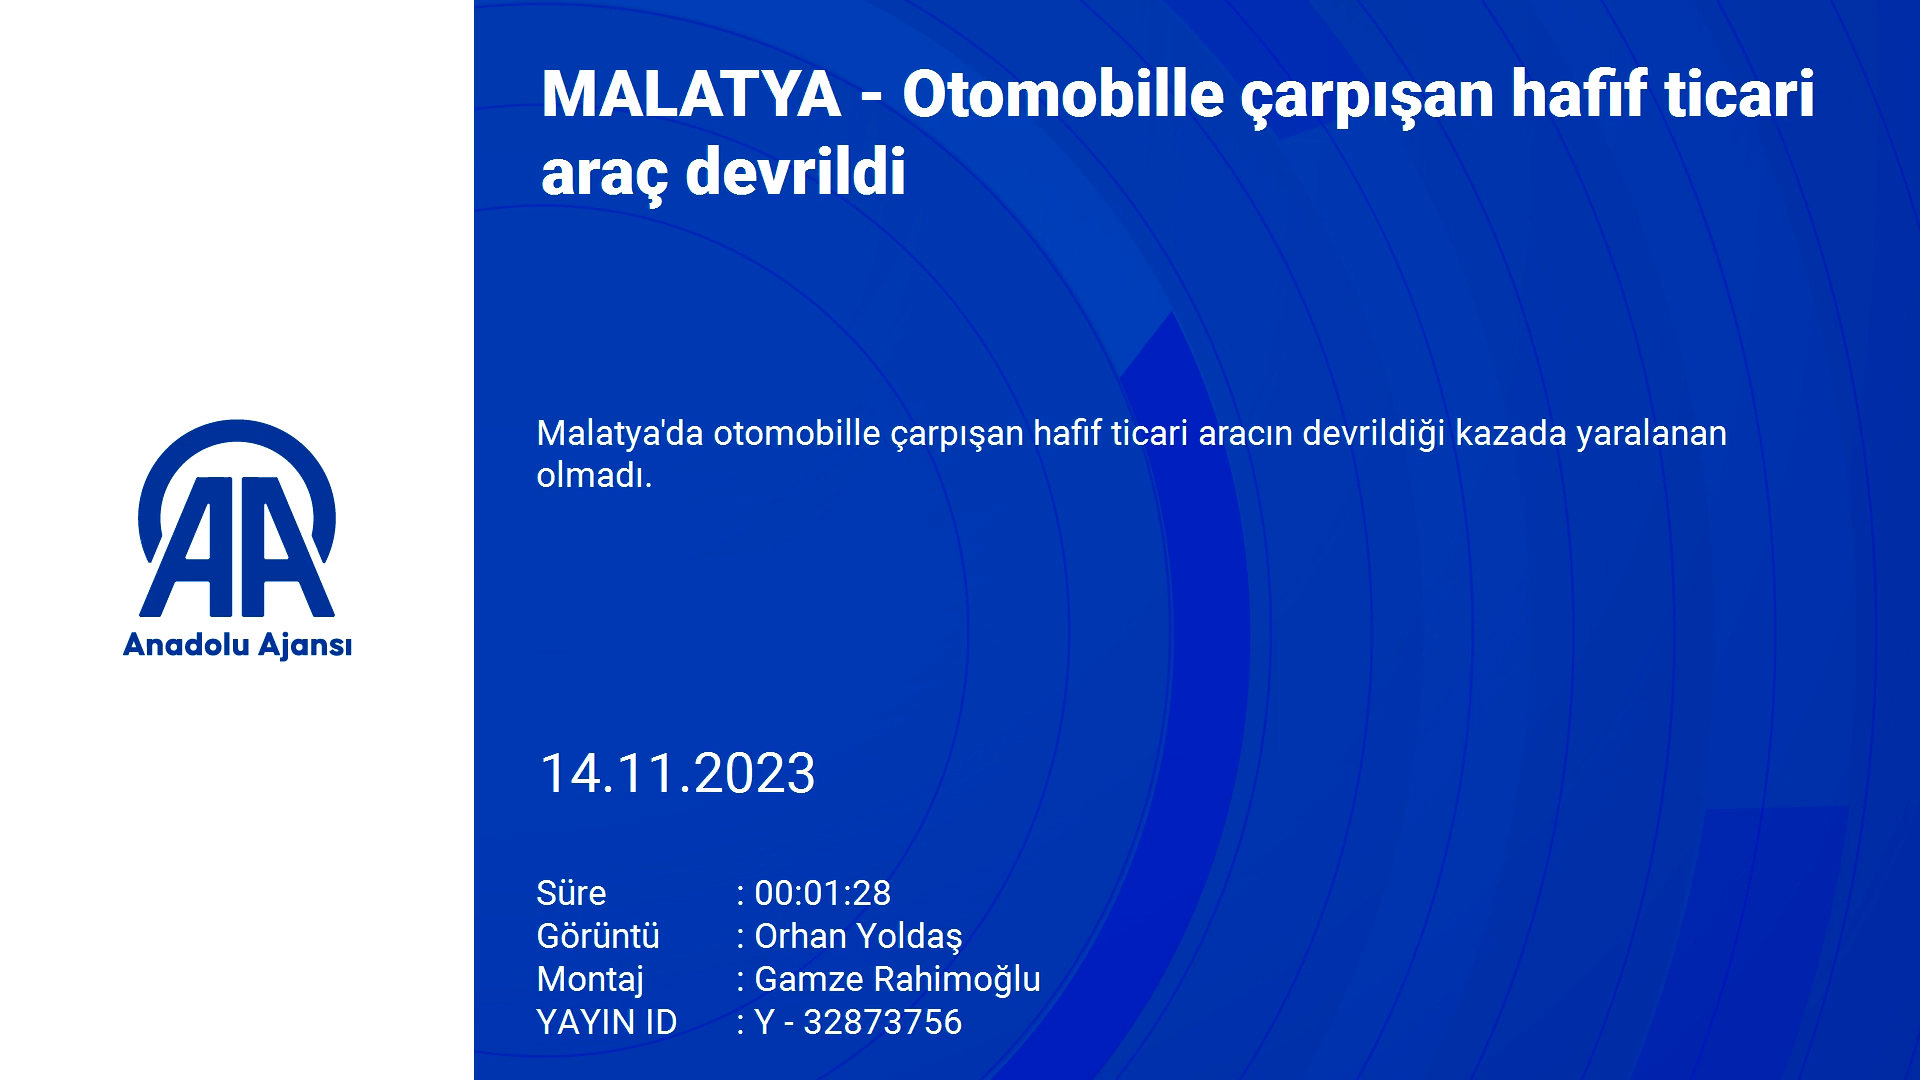 MALATYA - Otomobille çarpışan hafif ticari
araç devrildi
Malatya'da otomobille çarpışan hafif ticari aracın devrildiği kazada yaralanan
olmadı.
AA
Anadolu Ajansı
14.11.2023
Süre : 00:01:28
Görüntü : Orhan Yoldaş
Montaj : Gamze Rahimoğlu
YAYIN ID : Y - 32873756